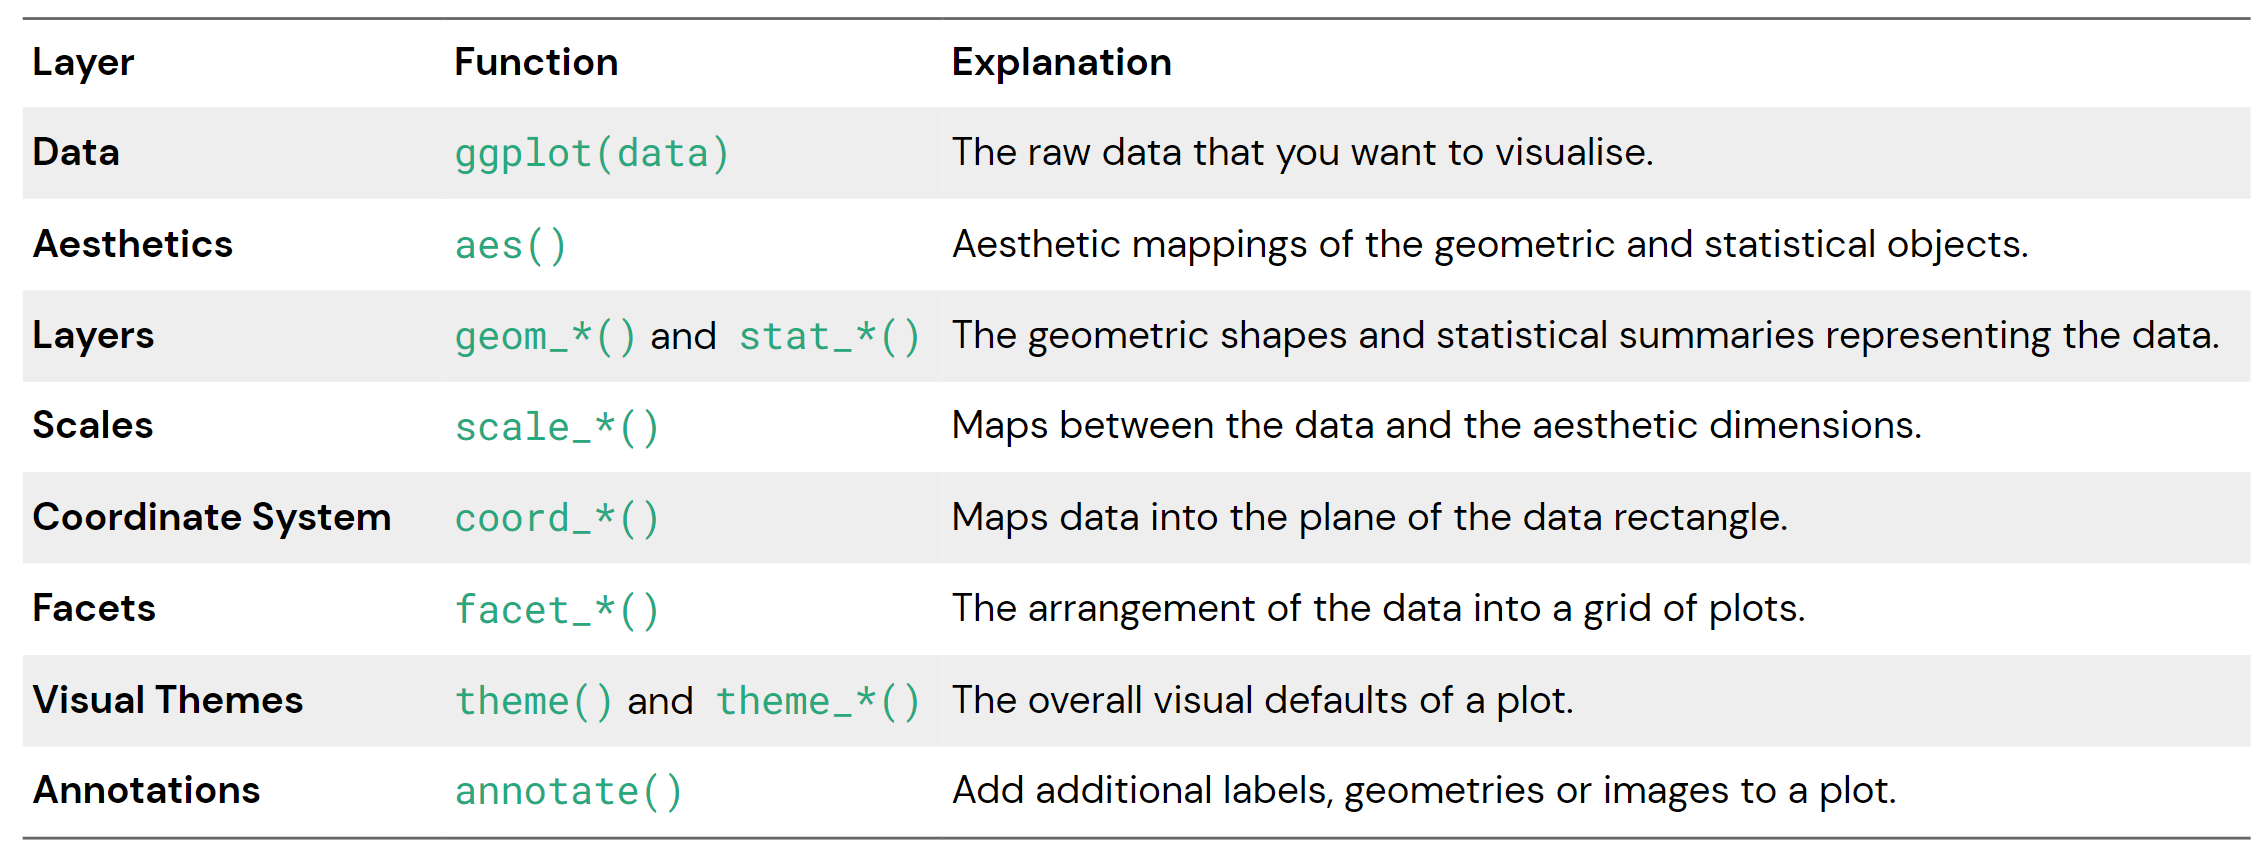 Layer Function Explanation
Data ggplot(data) The raw data that you want to visualise.
Aesthetics aes() Aesthetic mappings of the geometric and statistical objects.
Layers geom_*() and stat_*() The geometric shapes and statistical summaries representing the data.
Scales scale_*() Maps between the data and the aesthetic dimensions.
Coordinate System coord_*() Maps data into the plane of the data rectangle.
Facets facet_*() The arrangement of the data into a grid of plots.
Visual Themes theme() and theme_*() The overall visual defaults of a plot.
Annotations annotate() Add additional labels, geometries or images to a plot.